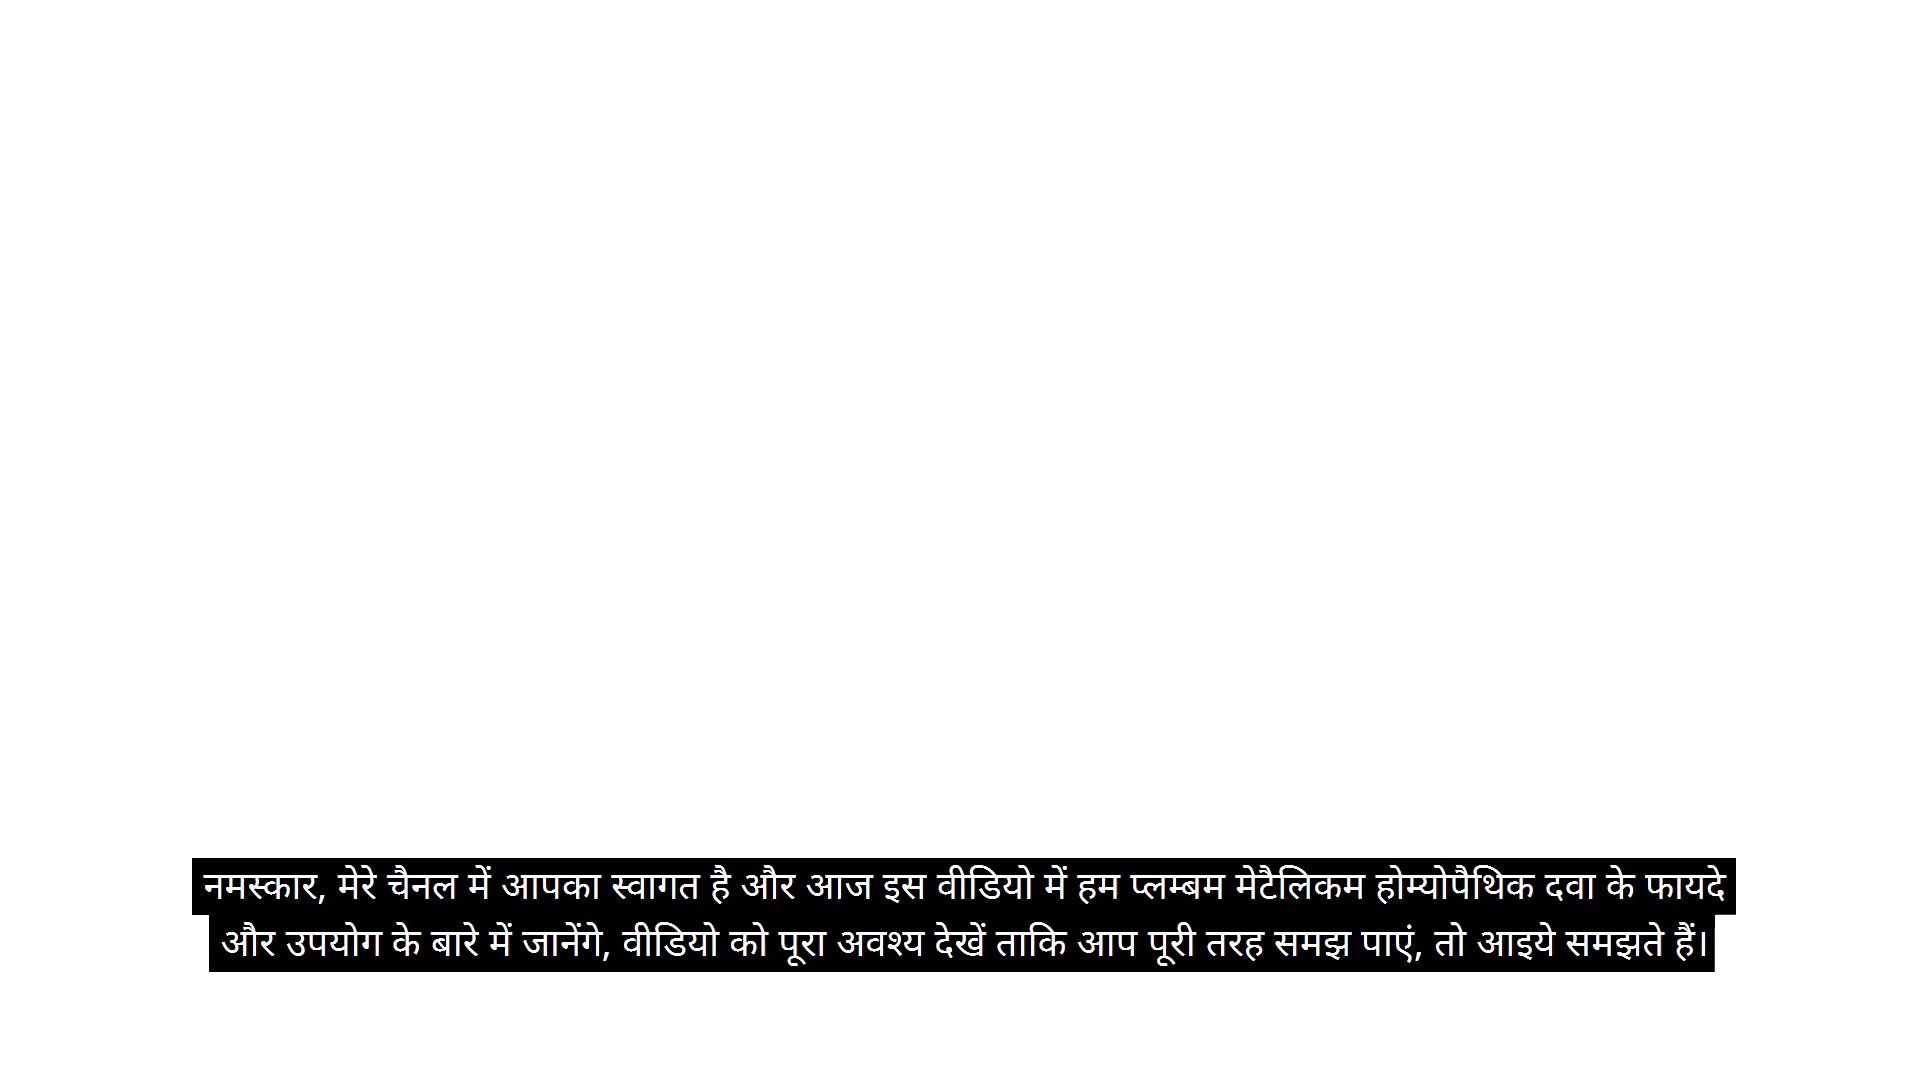 नमस्कार, मेरे चैनल में आपका स्वागत है और आज इस वीडियो में हम प्लम्बम मेटैलिकम होम्योपैथिक दवा के फायदे
और उपयोग के बारे में जानेंगे, वीडियो को पूरा अवश्य देखें ताकि आप पूरी तरह समझ पाएं, तो आइये समझते हैं।